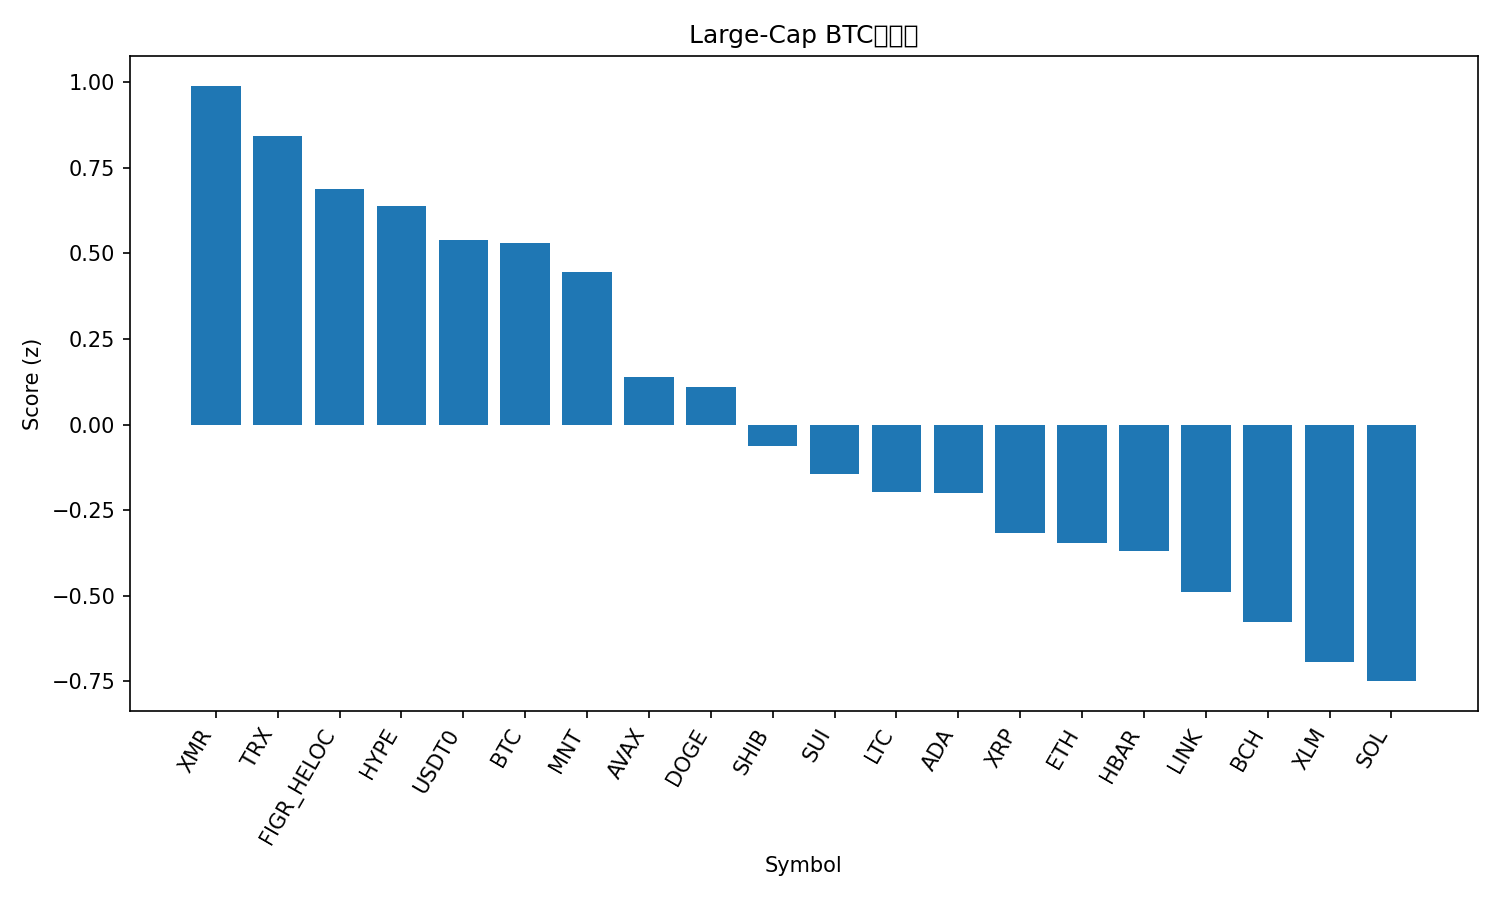 Large-Cap BTC
1.00
0.75
0.50
0.25
0.00
−0.25
−0.50
−0.75
Score (z)
XMR
TRX
FIGR_HELOC
HYPE
USDT0
BTC
MNT
AVAX
DOGE
SHIB
SUI
LTC
ADA
XRP
ETH
HBAR
LINK
BCH
XLM
SOL
Symbol